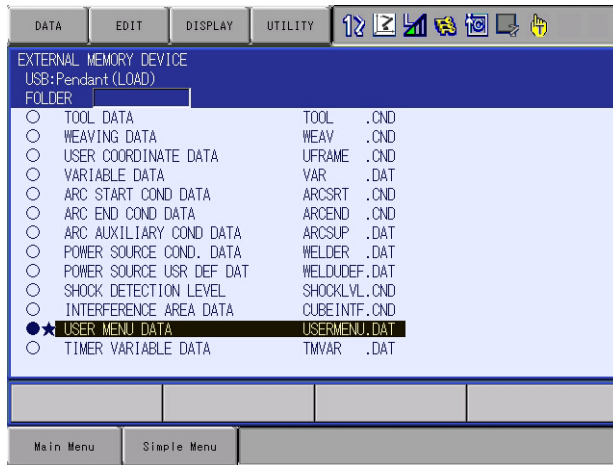 DATA EDIT DISPLAY UTILITY 12
EXTERNAL MEMORY DEVICE
USB:Pendant(LOAD)
FOLDER
TOOL DATA TOOL .CND
WEAVING DATA WEAV .CND
USER COORDINATE DATA UFRAME .CND
VARIABLE DATA VAR .DAT
ARC START COND DATA ARCSRT .CND
ARC END COND DATA ARCEND .CND
ARC AUXILIARY COND DATA ARCSUP .DAT
POWER SOURCE COND. DATA WELDER .DAT
POWER SOURCE USR DEF DAT WELDUDEF.DAT
SHOCK DETECTION LEVEL SHOCKLVL.CND
INTERFERENCE AREA DATA CUBEINTF.CND
USER MENU DATA USERMENU.DAT
TIMER VARIABLE DATA TMVAR .DAT
Main Menu Simple Menu